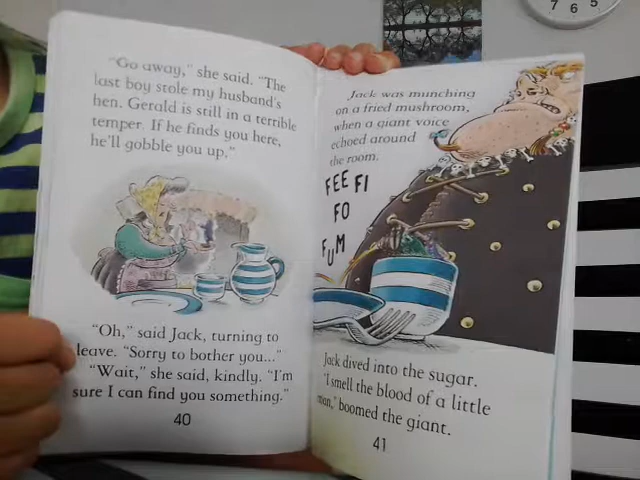 "Go away," she said. "The
last boy stole my husband's
hen. Gerald is still in a terrible
temper. If he finds you here,
he'll gobble you up."
"Oh," said Jack, turning to
leave. "Sorry to bother you..."
"Wait," she said, kindly. "I'm
sure I can find you something."
40
Jack was munching
on a fried mushroom,
when a giant voice
echoed around
the room.
FEE FI
FO
FUM
Jack dived into the sugar.
"I smell the blood of a little
man," boomed the giant.
41
7 6 5